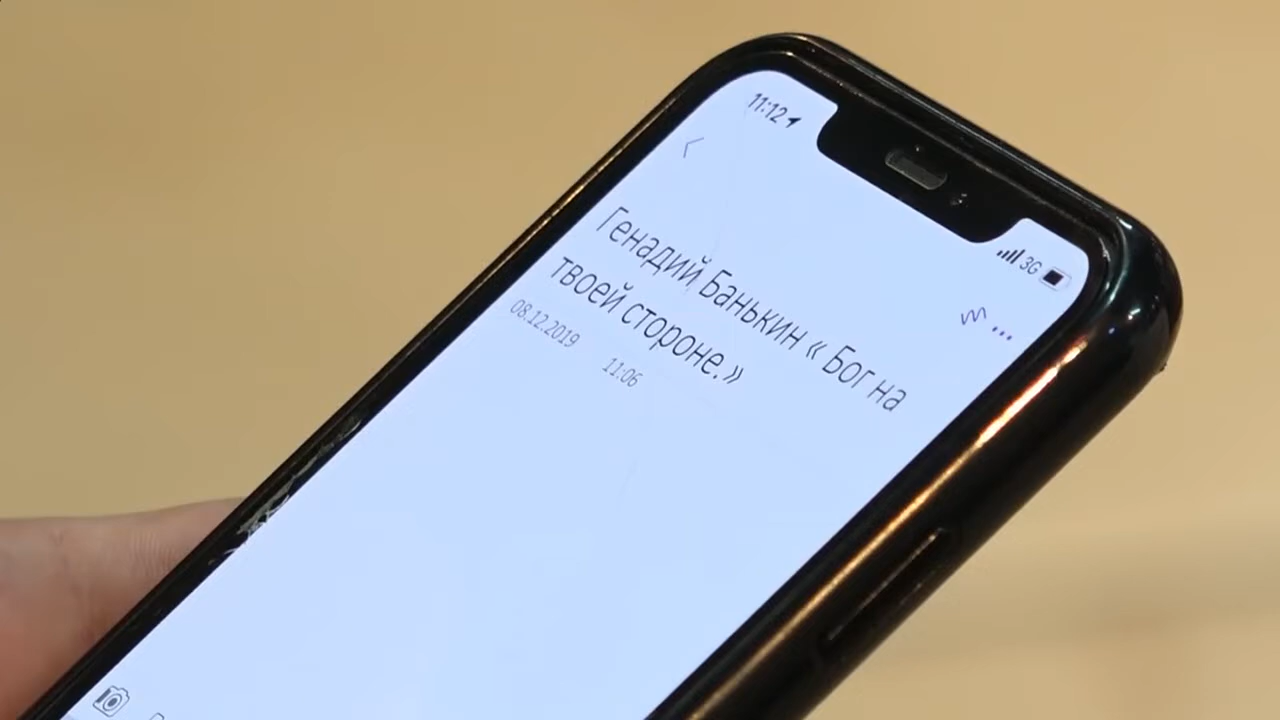 11:12
3G
Генадий Банькин « Бог на
твоей стороне.»
08.12.2019 11:06